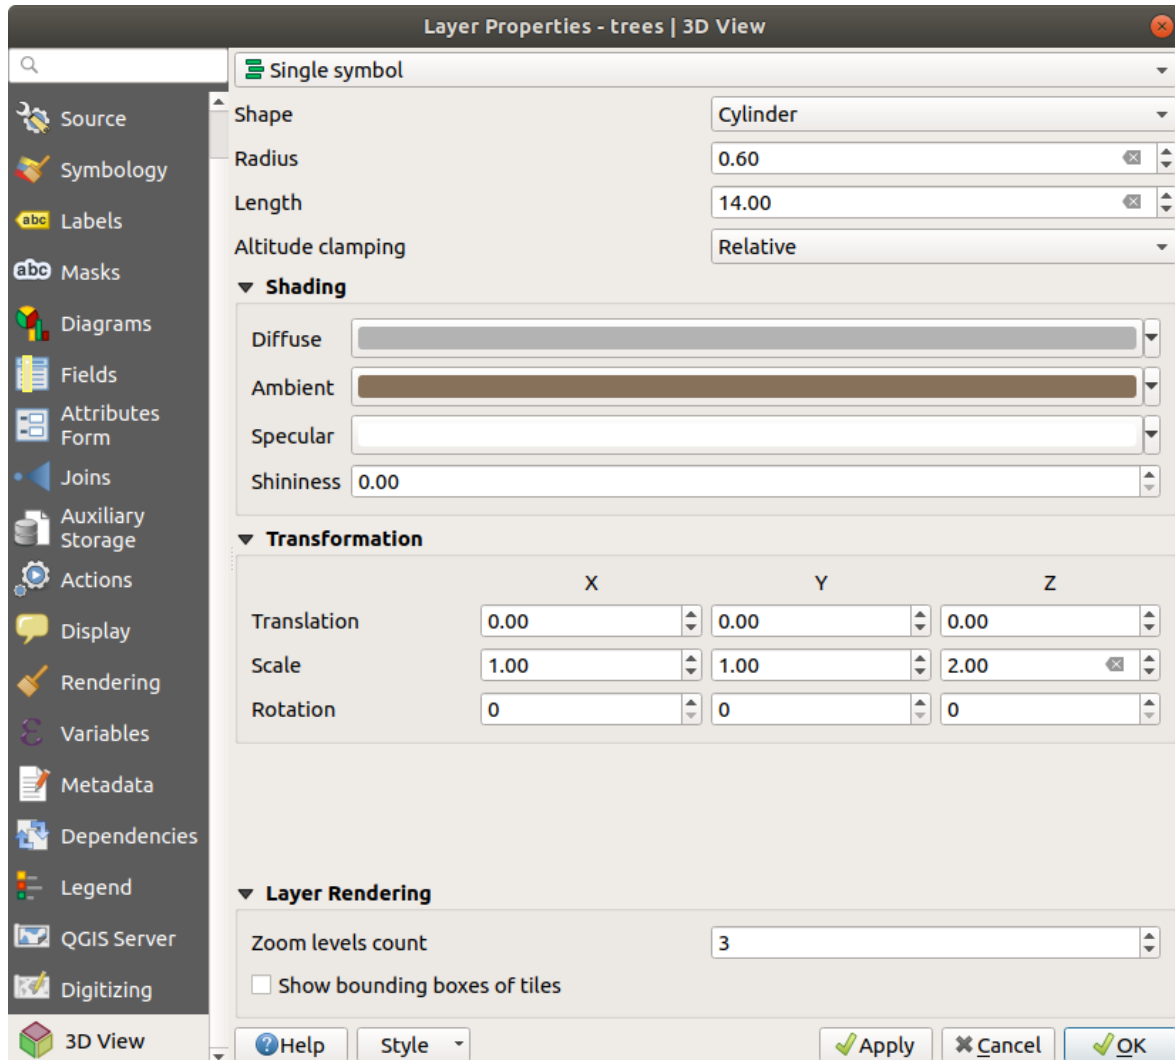 Layer Properties - trees | 3D View
Source
Symbology
abc Labels
abc Masks
Diagrams
Fields
Attributes
Form
Joins
Auxiliary
Storage
Actions
Display
Rendering
Variables
Metadata
Dependencies
Legend
QGIS Server
Digitizing
3D View
Single symbol
Shape Cylinder
Radius 0.60
Length 14.00
Altitude clamping Relative
Shading
Diffuse
Ambient
Specular
Shininess 0.00
Transformation
X Y Z
Translation 0.00 0.00 0.00
Scale 1.00 1.00 2.00
Rotation 0 0 0
Layer Rendering
Zoom levels count 3
Show bounding boxes of tiles
Help Style Apply Cancel OK